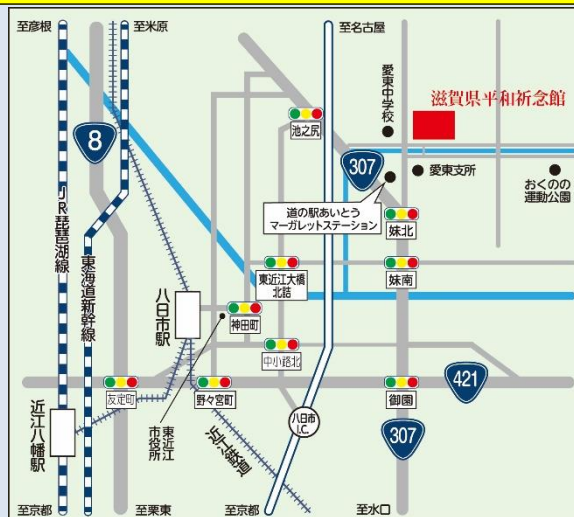 至彦根
至米原
至名古屋
愛東中学校
滋賀県平和祈念館
池之尻
8
307
愛東支所
おくのの
運動公園
道の駅あいとう
マーガレットステーション
妹北
JR琵琶湖線
東海道新幹線
八日市駅
東近江大橋
北詰
妹南
神田町
中小路北
421
友定町
野々宮町
御園
近江八幡駅
東近江
市役所
近江鉄道
八日市
I.C.
307
至京都
至栗東
至京都
至水口